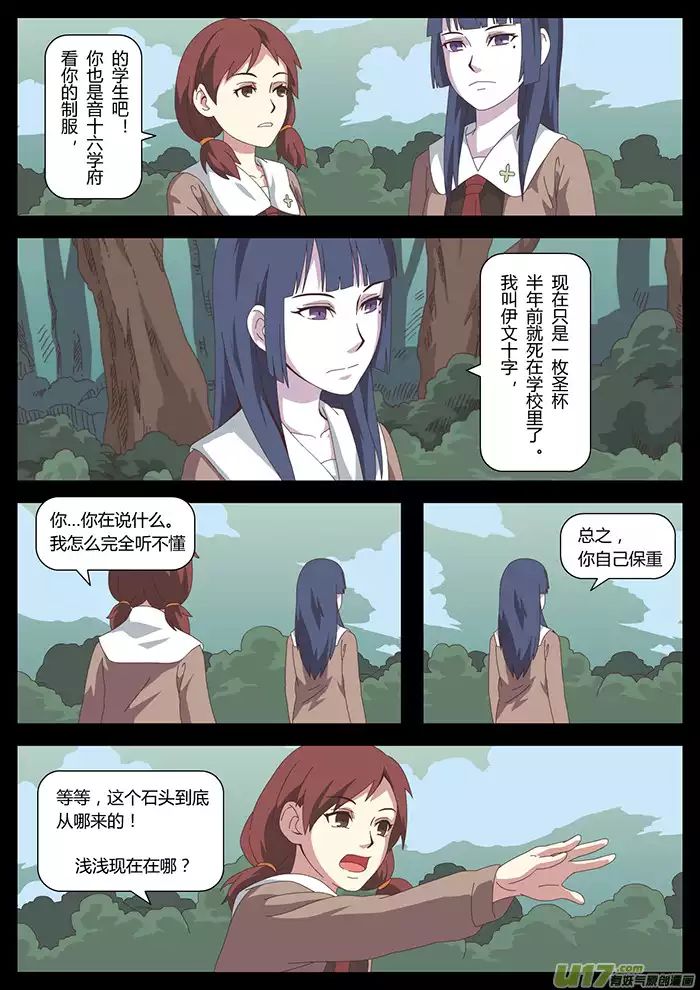 看你的制服，
你也是音十六学府
的学生吧！
我叫伊文十字，
半年前就死在学校里了。
现在只是一枚圣杯
你…你在说什么。
我怎么完全听不懂
总之，
你自己保重
等等，这个石头到底
从哪来的！
浅浅现在在哪？
U17.com
有妖气原创漫画